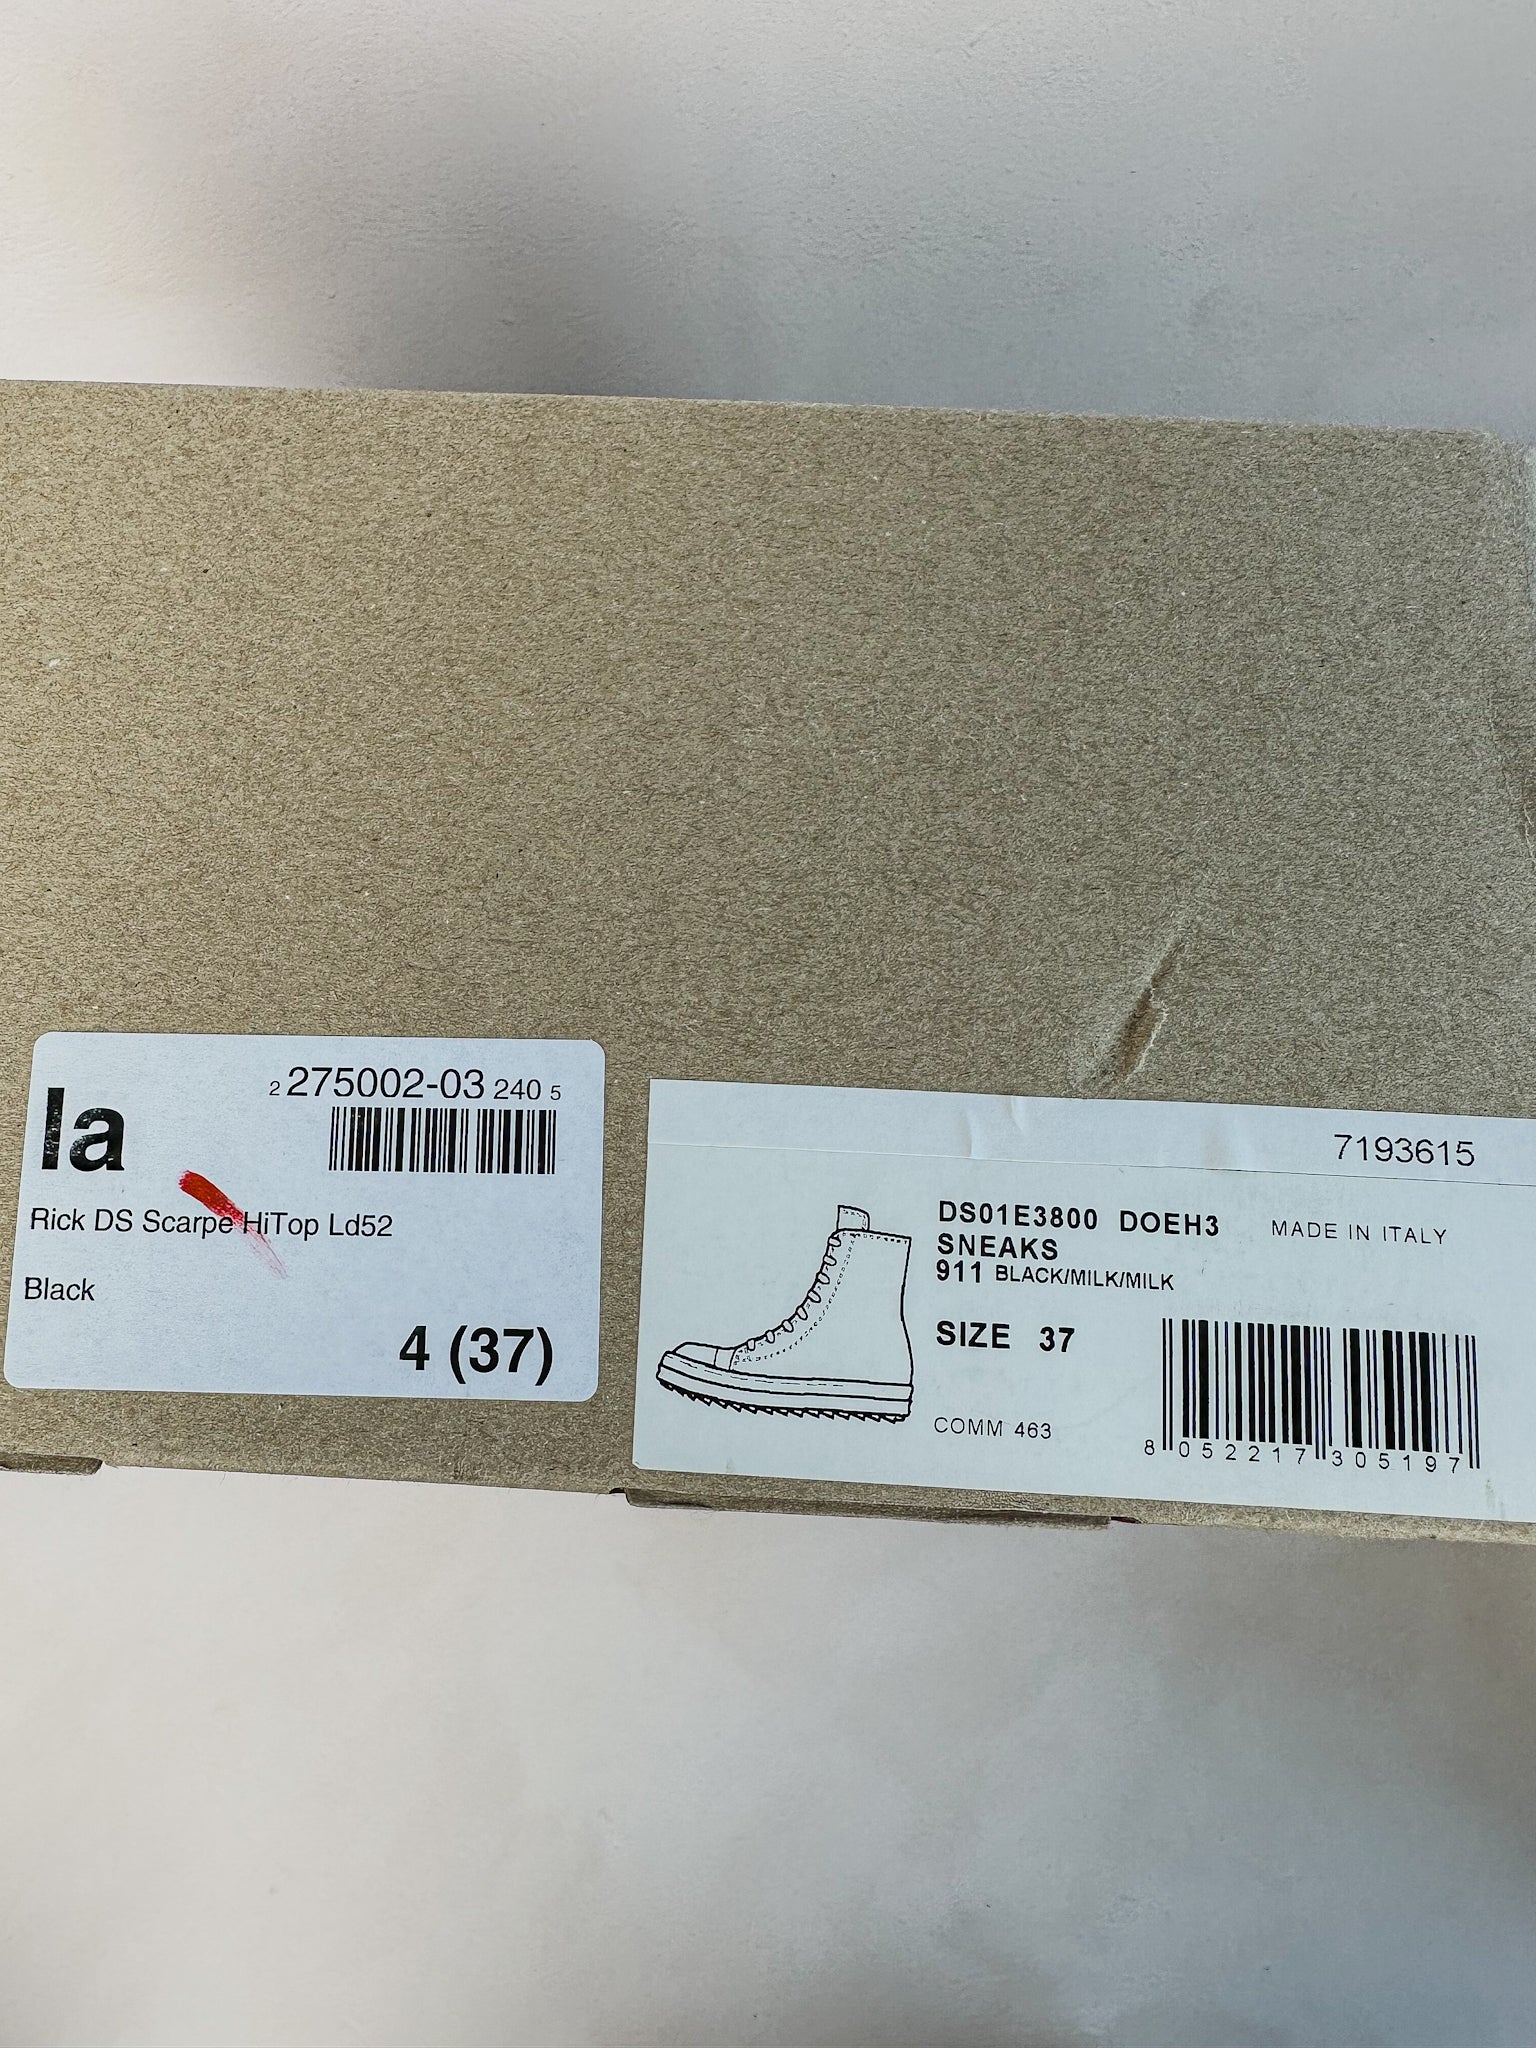 la
2 275002-03 240 5
Rick DS Scarpe HiTop Ld52
Black
4 (37)
7193615
DS01E3800 DOEH3 MADE IN ITALY
SNEAKS
911 BLACK/MILK/MILK
SIZE 37
COMM 463
8 052217 305197